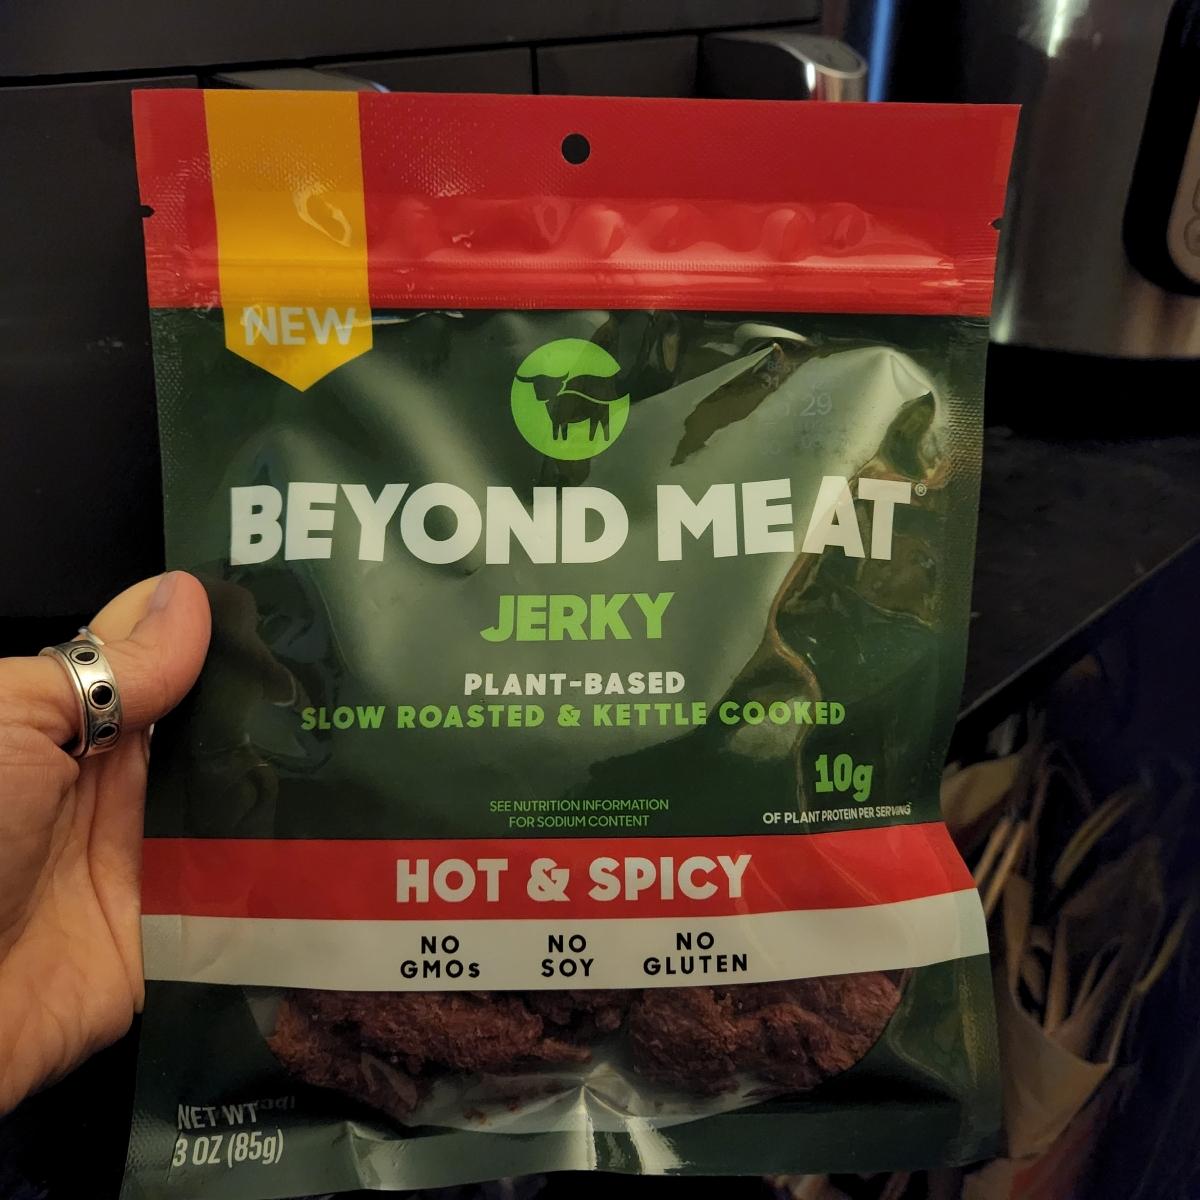 NEW
BEYOND MEAT®
JERKY
PLANT-BASED
SLOW ROASTED & KETTLE COOKED
10g
OF PLANT PROTEIN PER SERVING
SEE NUTRITION INFORMATION
FOR SODIUM CONTENT
HOT & SPICY
NO GMOs
NO SOY
NO GLUTEN
NET WT
3 OZ (85g)